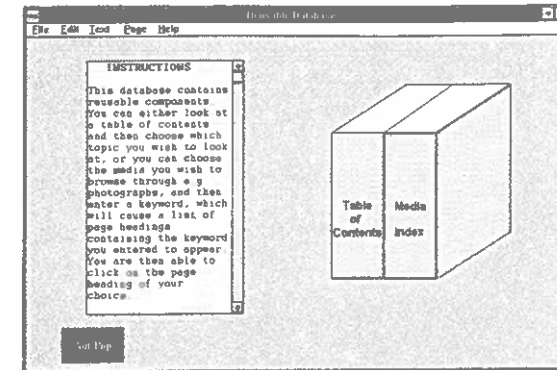 Reusable Database
File Edit Text Page Help
INSTRUCTIONS
This database contains
reusable components.
You can either look at
a table of contents
and then choose which
topic you wish to look
at, or you can choose
the media you wish to
browse through e g
photographs, and then
enter a keyword, which
will cause a list of
page headings
containing the keyword
you entered to appear.
You are then able to
click on the page
heading of your
choice.
Table
of
Contents
Media
Index